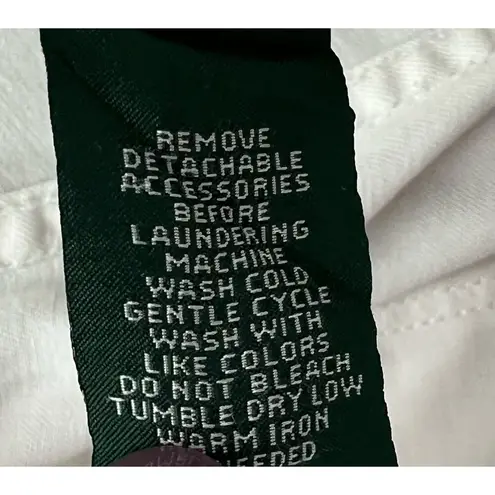 REMOVE
DETACHABLE
ACCESSORIES
BEFORE
LAUNDERING
MACHINE
WASH COLD
GENTLE CYCLE
WASH WITH
LIKE COLORS
DO NOT BLEACH
TUMBLE DRY LOW
WARM IRON
NEEDED